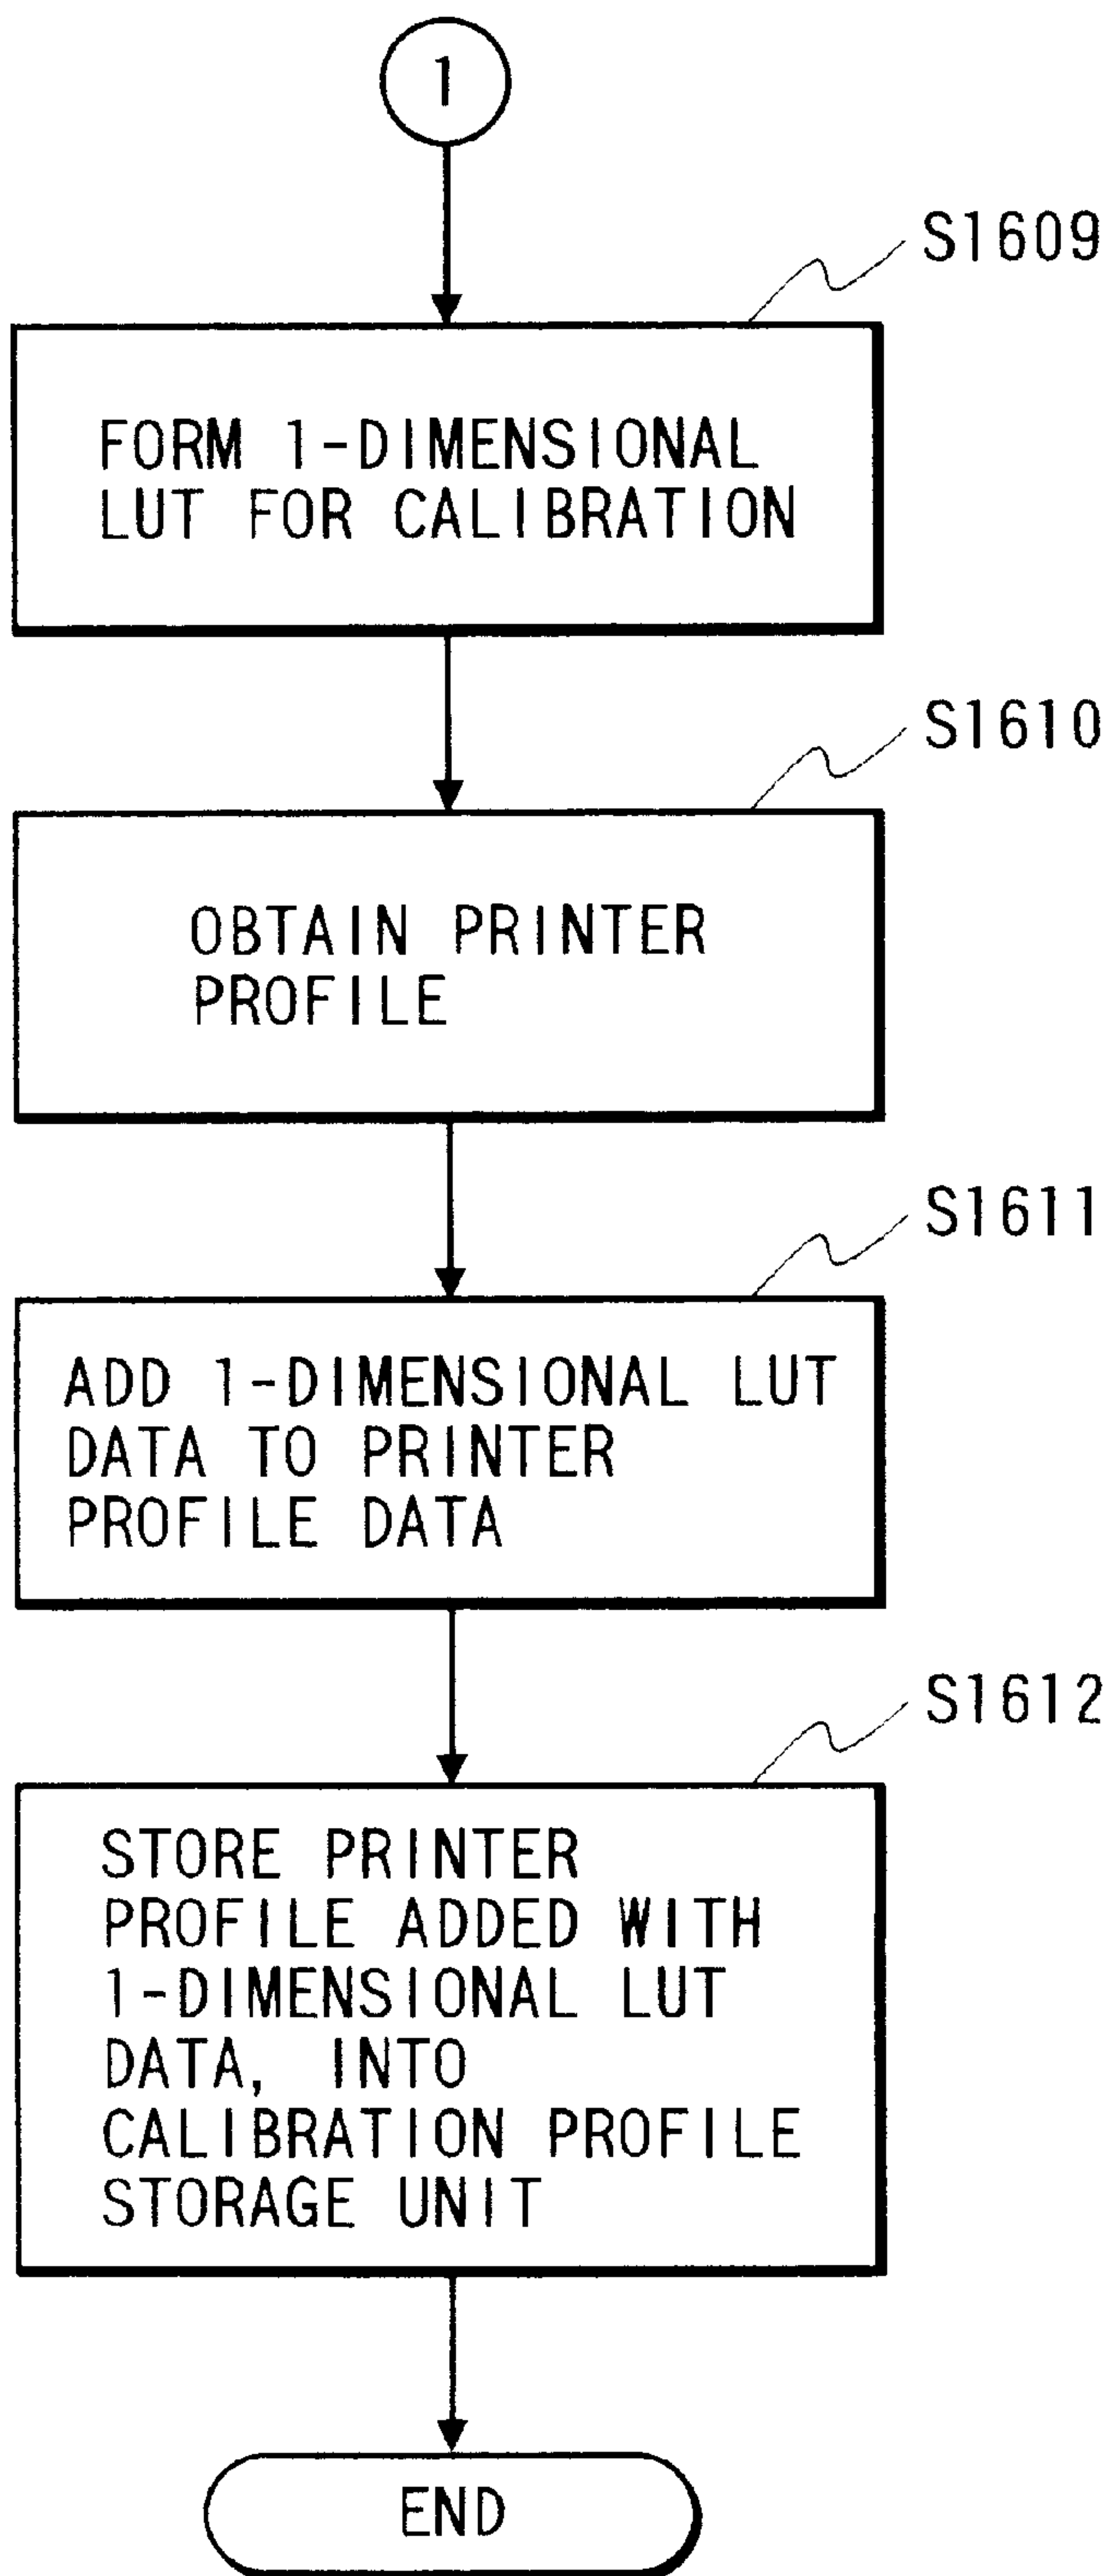 1
S1609
FORM 1-DIMENSIONAL
LUT FOR CALIBRATION
S1610
OBTAIN PRINTER
PROFILE
S1611
ADD 1-DIMENSIONAL LUT
DATA TO PRINTER
PROFILE DATA
S1612
STORE PRINTER
PROFILE ADDED WITH
1-DIMENSIONAL LUT
DATA, INTO
CALIBRATION PROFILE
STORAGE UNIT
END